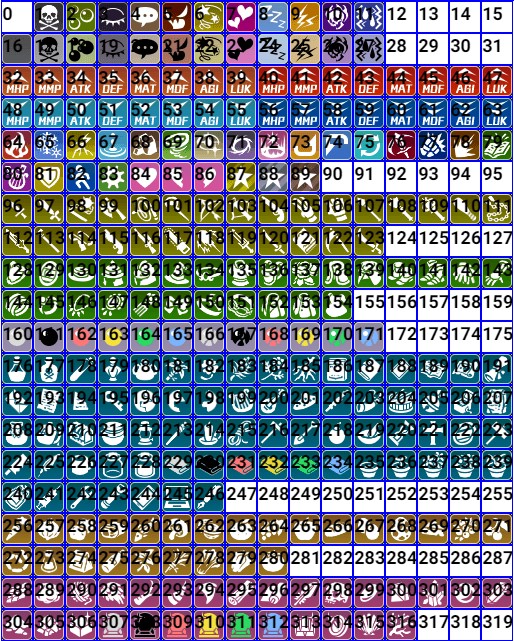 0 1 2 3 4 5 6 7 8 9 10 11 12 13 14 15
16 17 18 19 20 21 22 23 24 25 26 27 28 29 30 31
32 33 34 35 36 37 38 39 40 41 42 43 44 45 46 47
MHP MMP ATK DEF MAT MDF AGI LUK MHP MMP ATK DEF MAT MDF AGI LUK
48 49 50 51 52 53 54 55 56 57 58 59 60 61 62 63
MHP MMP ATK DEF MAT MDF AGI LUK MHP MMP ATK DEF MAT MDF AGI LUK
64 65 66 67 68 69 70 71 72 73 74 75 76 77 78 79
80 81 82 83 84 85 86 87 88 89 90 91 92 93 94 95
96 97 98 99 100 101 102 103 104 105 106 107 108 109 110 111
112 113 114 115 116 117 118 119 120 121 122 123 124 125 126 127
128 129 130 131 132 133 134 135 136 137 138 139 140 141 142 143
144 145 146 147 148 149 150 151 152 153 154 155 156 157 158 159
160 161 162 163 164 165 166 167 168 169 170 171 172 173 174 175
176 177 178 179 180 181 182 183 184 185 186 187 188 189 190 191
192 193 194 195 196 197 198 199 200 201 202 203 204 205 206 207
208 209 210 211 212 213 214 215 216 217 218 219 220 221 222 223
224 225 226 227 228 229 230 231 232 233 234 235 236 237 238 239
240 241 242 243 244 245 246 247 248 249 250 251 252 253 254 255
256 257 258 259 260 261 262 263 264 265 266 267 268 269 270 271
272 273 274 275 276 277 278 279 280 281 282 283 284 285 286 287
288 289 290 291 292 293 294 295 296 297 298 299 300 301 302 303
304 305 306 307 308 309 310 311 312 313 314 315 316 317 318 319